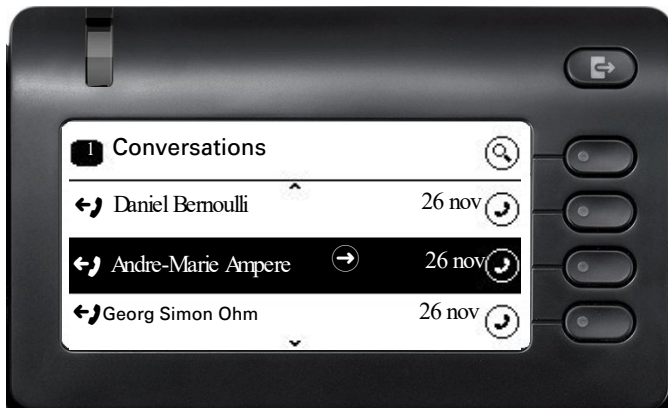 1 Conversations
Daniel Bernoulli 26 nov
Andre-Marie Ampere 26 nov
Georg Simon Ohm 26 nov